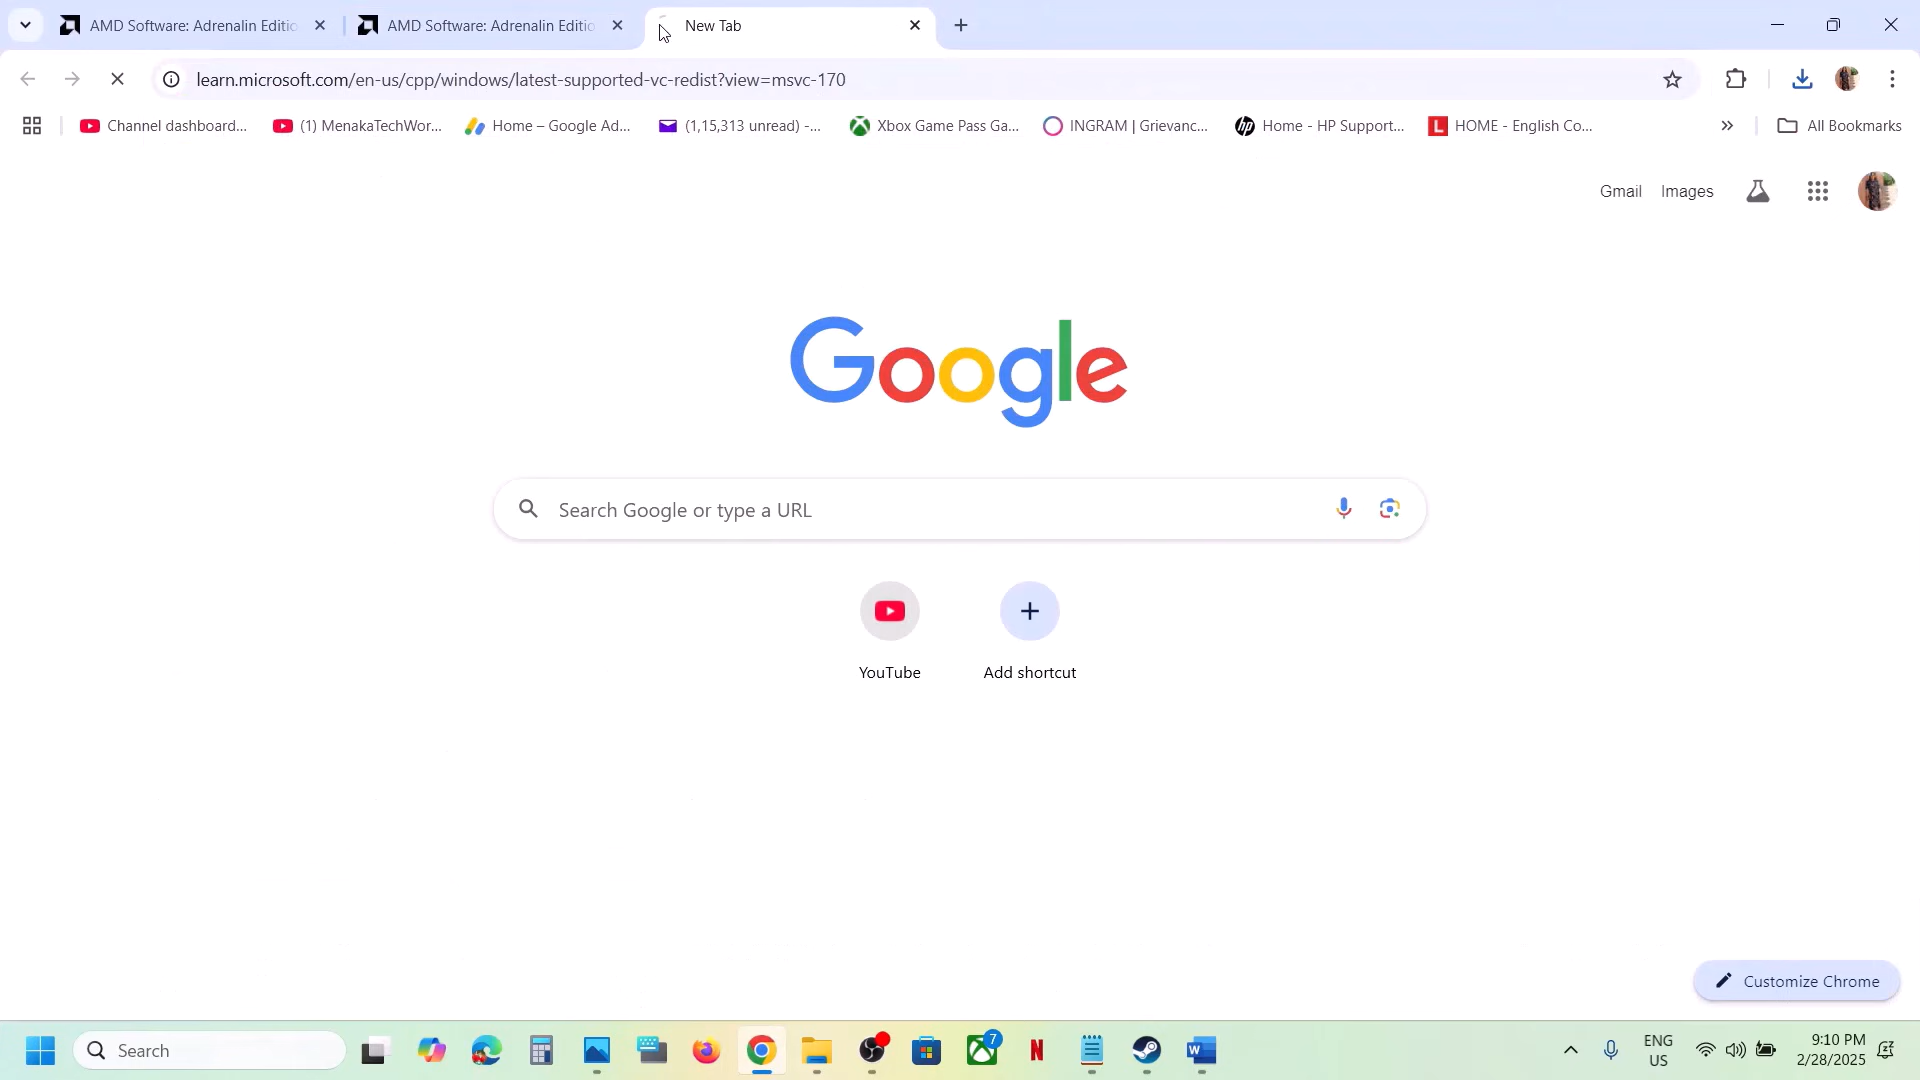 AMD Software: Adrenalin Editio
AMD Software: Adrenalin Editio
New Tab
learn.microsoft.com/en-us/cpp/windows/latest-supported-vc-redist?view=msvc-170
Channel dashboard...
(1) MenakaTechWor...
Home – Google Ad...
(1,15,313 unread) -...
Xbox Game Pass Ga...
INGRAM | Grievanc...
Home - HP Support...
HOME - English Co...
All Bookmarks
Gmail
Images
Google
Search Google or type a URL
YouTube
Add shortcut
Customize Chrome
Search
7
ENG
US
9:10 PM
2/28/2025